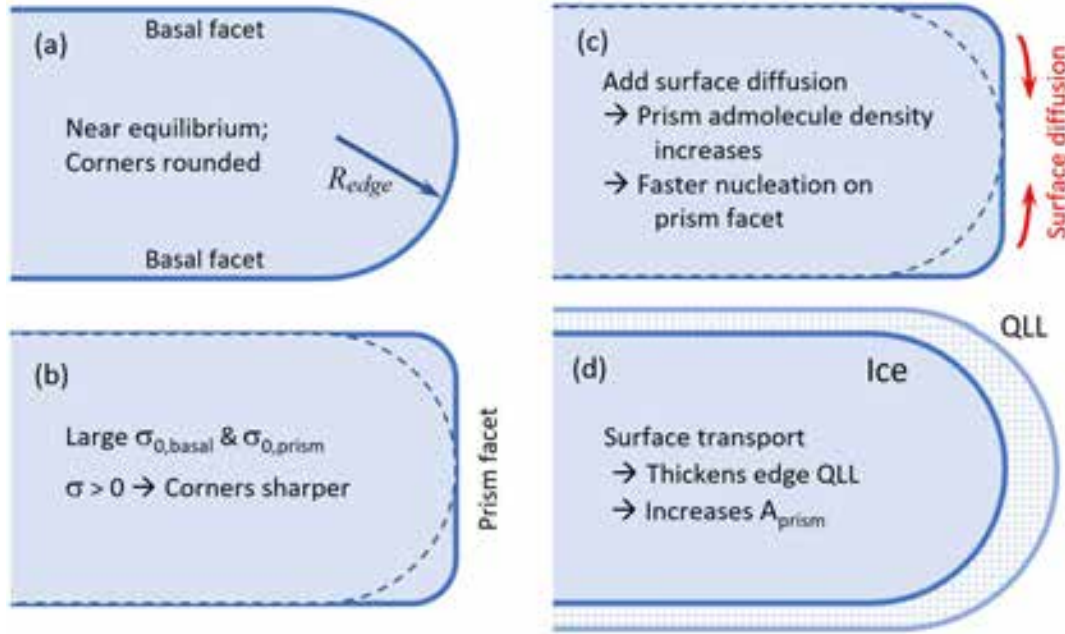 (a)
Basal facet
Near equilibrium;
Corners rounded
R_edge
Basal facet
(b)
Large σ₀,basal & σ₀,prism
σ > 0 → Corners sharper
Prism facet
(c)
Add surface diffusion
→ Prism admolecule density
increases
→ Faster nucleation on
prism facet
Surface diffusion
QLL
Ice
(d)
Surface transport
→ Thickens edge QLL
→ Increases A_prism